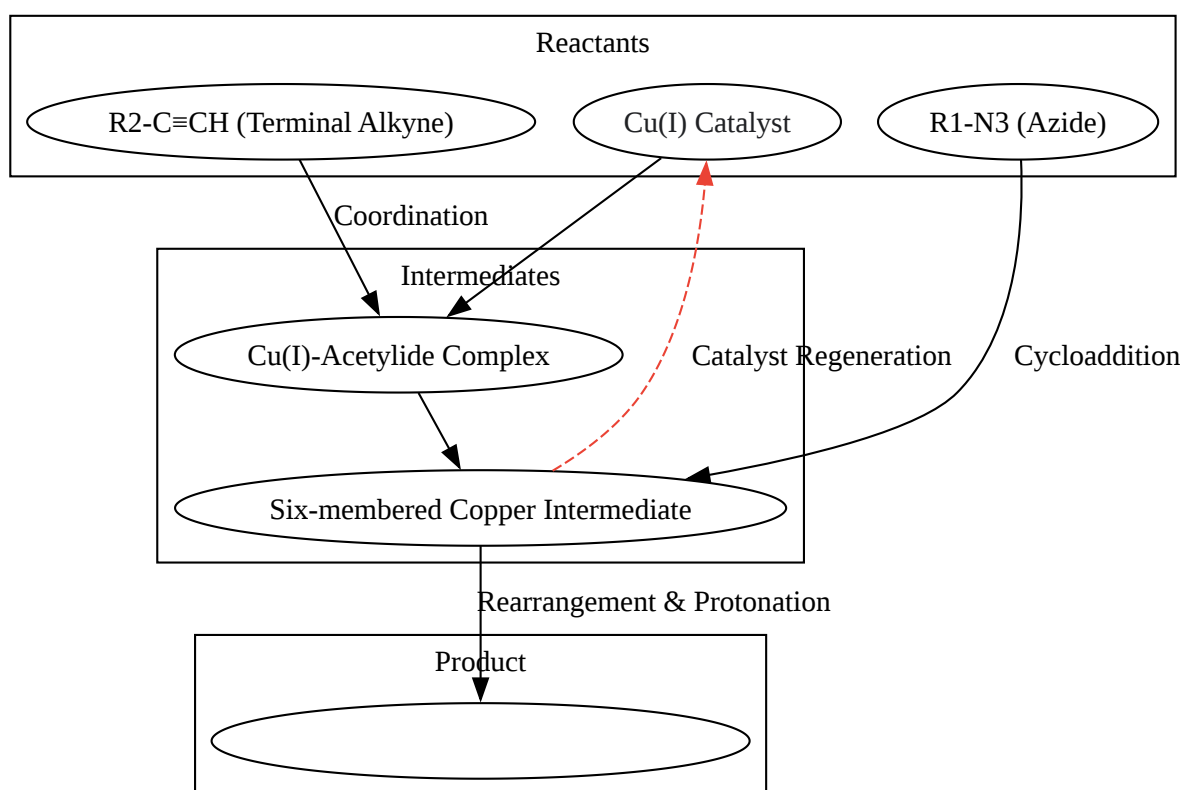 Reactants
R2-C≡CH (Terminal Alkyne)
Cu(I) Catalyst
R1-N3 (Azide)
Coordination
Intermediates
Cu(I)-Acetylide Complex
Catalyst Regeneration
Cycloaddition
Six-membered Copper Intermediate
Rearrangement & Protonation
Product